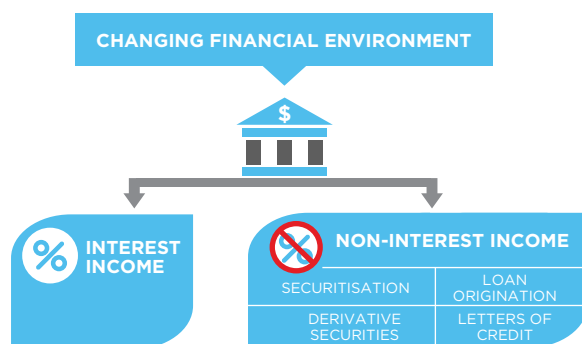 CHANGING FINANCIAL ENVIRONMENT
$
%
INTEREST
INCOME
%
NON-INTEREST INCOME
SECURITISATION
LOAN
ORIGINATION
DERIVATIVE
SECURITIES
LETTERS OF
CREDIT